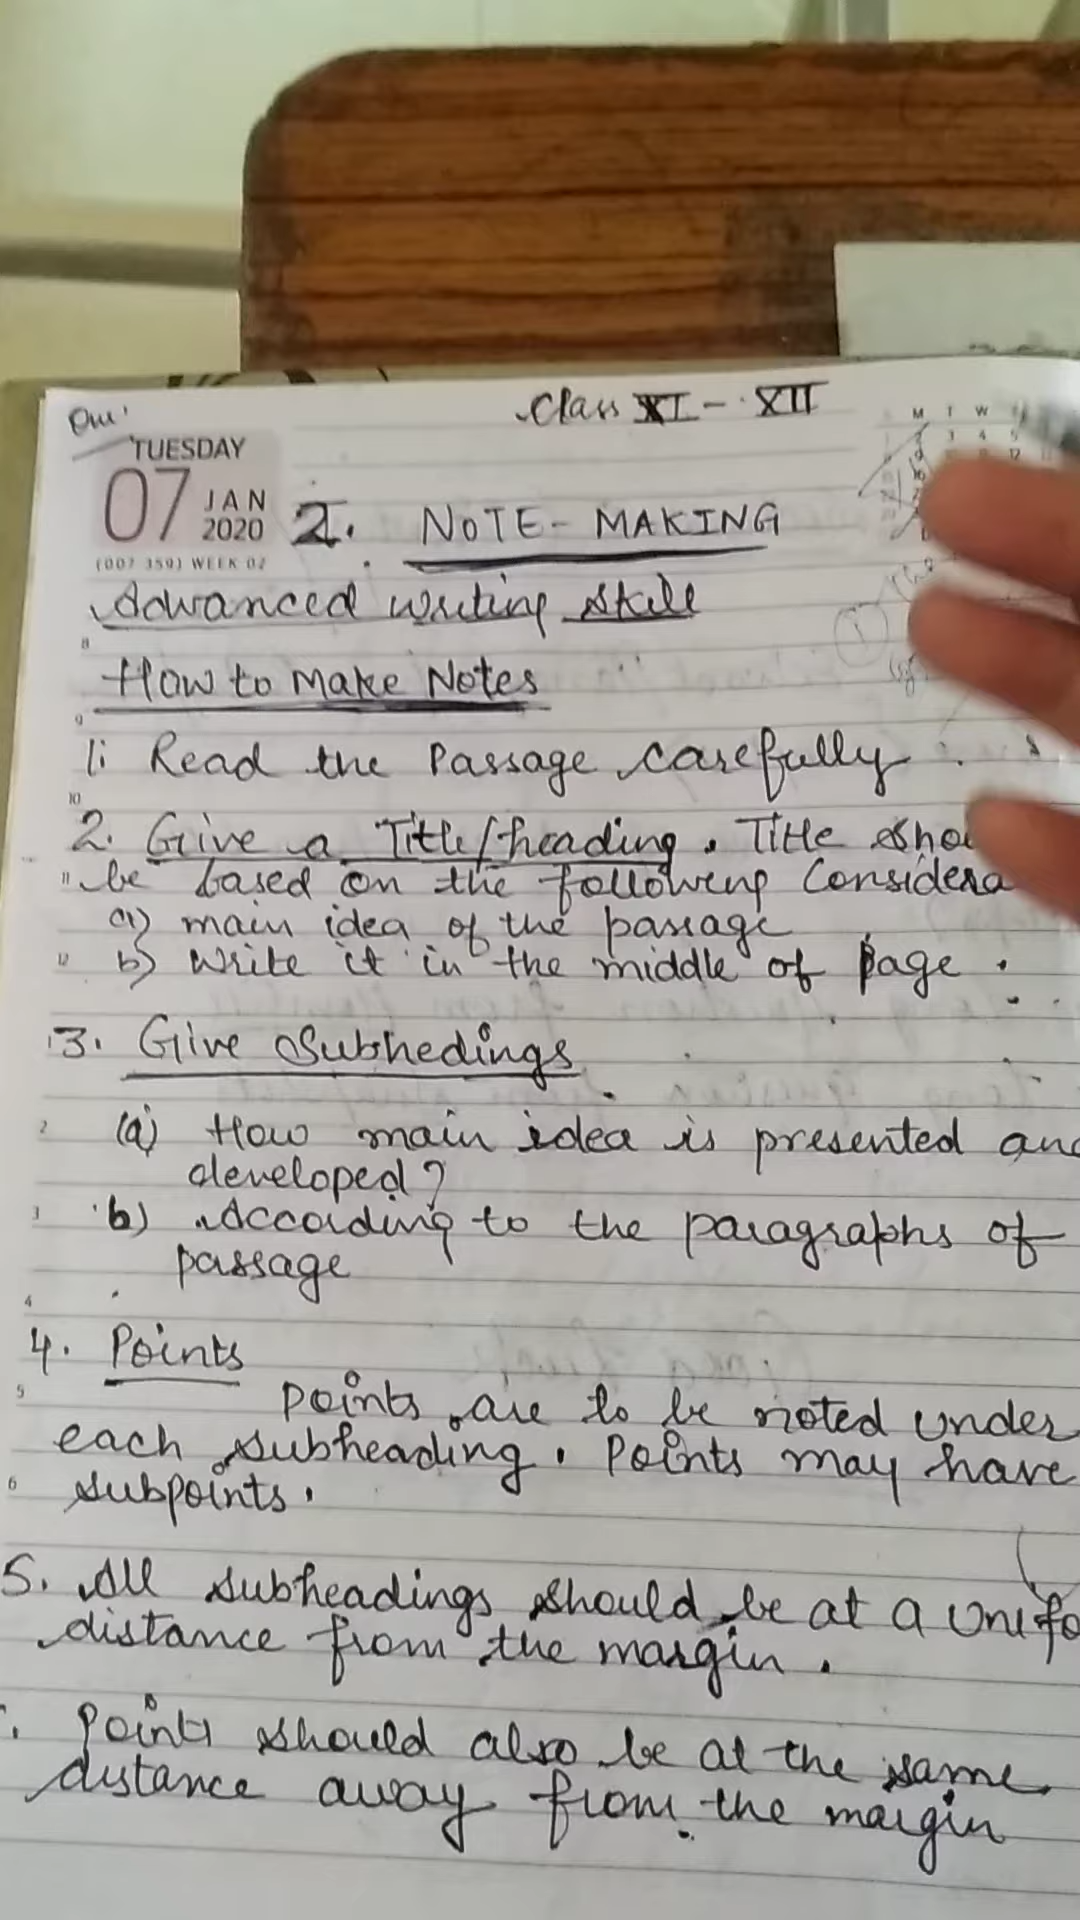 Class XI - XII
TUESDAY
07 JAN
2020
(007 359) WEEK 02
2. NOTE-MAKING
Advanced writing skill
How to Make Notes
1. Read the Passage carefully.
2. Give a Title/heading. Title sho
be based on the following Considera
a) main idea of the passage
b) Write it in the middle of page.
3. Give Subhedings
(a) How main idea is presented and
developed?
b) According to the paragraphs of
passage
4. Points
Points are to be noted under
each subheading. Points may have
subpoints.
5. All subheadings should be at a unifo
distance from the margin.
Points should also be at the same
distance away from the margin